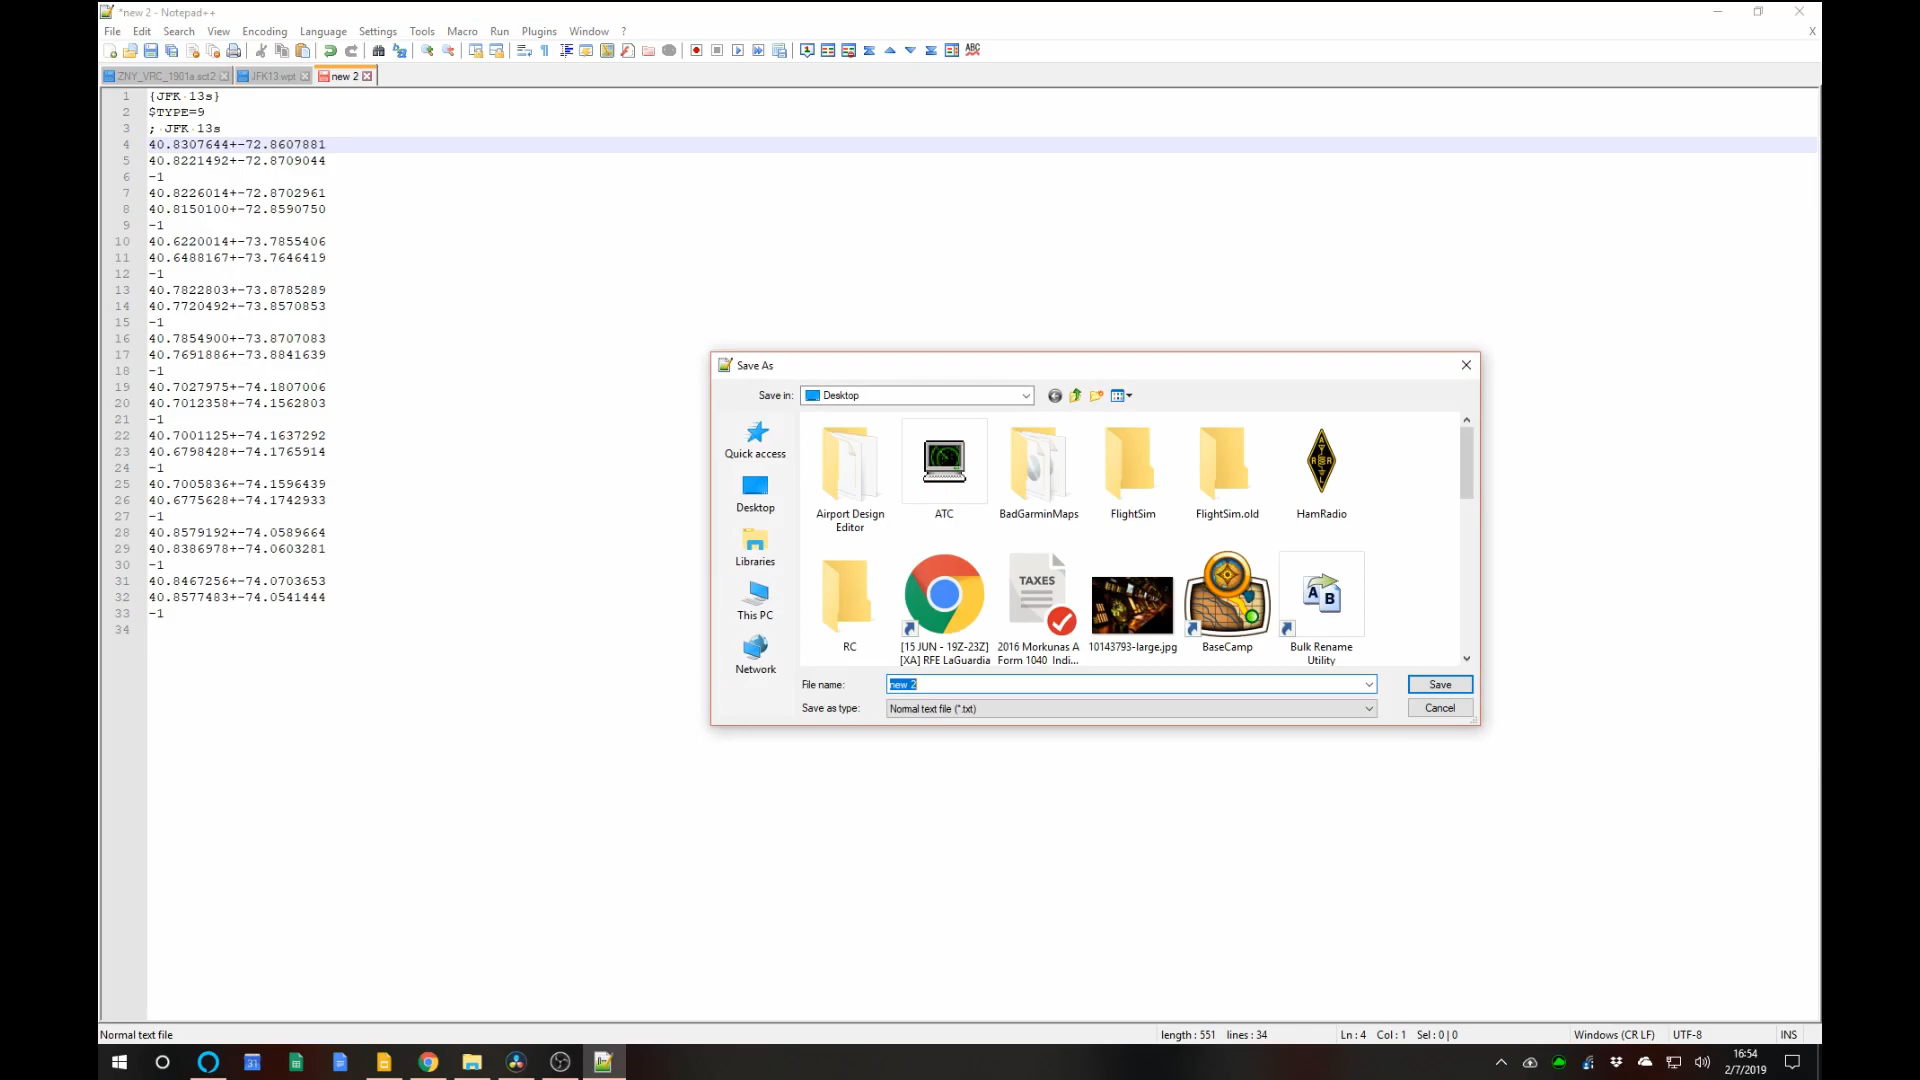 *new 2 - Notepad++
File Edit Search View Encoding Language Settings Tools Macro Run Plugins Window ? X
ZNY_VRC_1901a.sct2 JFK13.wpt new 2
1 {JFK 13s}
2 $TYPE=9
3 ; JFK 13s
4 40.8307644+-72.8607881
5 40.8221492+-72.8709044
6 -1
7 40.8226014+-72.8702961
8 40.8150100+-72.8590750
9 -1
10 40.6220014+-73.7855406
11 40.6488167+-73.7646419
12 -1
13 40.7822803+-73.8785289
14 40.7720492+-73.8570853
15 -1
16 40.7854900+-73.8707083
17 40.7691886+-73.8841639
18 -1
19 40.7027975+-74.1807006
20 40.7012358+-74.1562803
21 -1
22 40.7001125+-74.1637292
23 40.6798428+-74.1765914
24 -1
25 40.7005836+-74.1596439
26 40.6775628+-74.1742933
27 -1
28 40.8579192+-74.0589664
29 40.8386978+-74.0603281
30 -1
31 40.8467256+-74.0703653
32 40.8577483+-74.0541444
33 -1
34
Save As
Save in: Desktop
Quick access
Desktop
Libraries
This PC
Network
Airport Design Editor
ATC
BadGarminMaps
FlightSim
FlightSim.old
HamRadio
RC
[15 JUN - 19Z-23Z] [XA] RFE LaGuardia
TAXES
2016 Morkunas A Form 1040 Indi...
10143793-large.jpg
BaseCamp
A B
Bulk Rename Utility
File name: new 2 Save
Save as type: Normal text file (*.txt) Cancel
Normal text file length : 551 lines : 34 Ln : 4 Col : 1 Sel : 0 | 0 Windows (CR LF) UTF-8 INS
31
16:54
2/7/2019